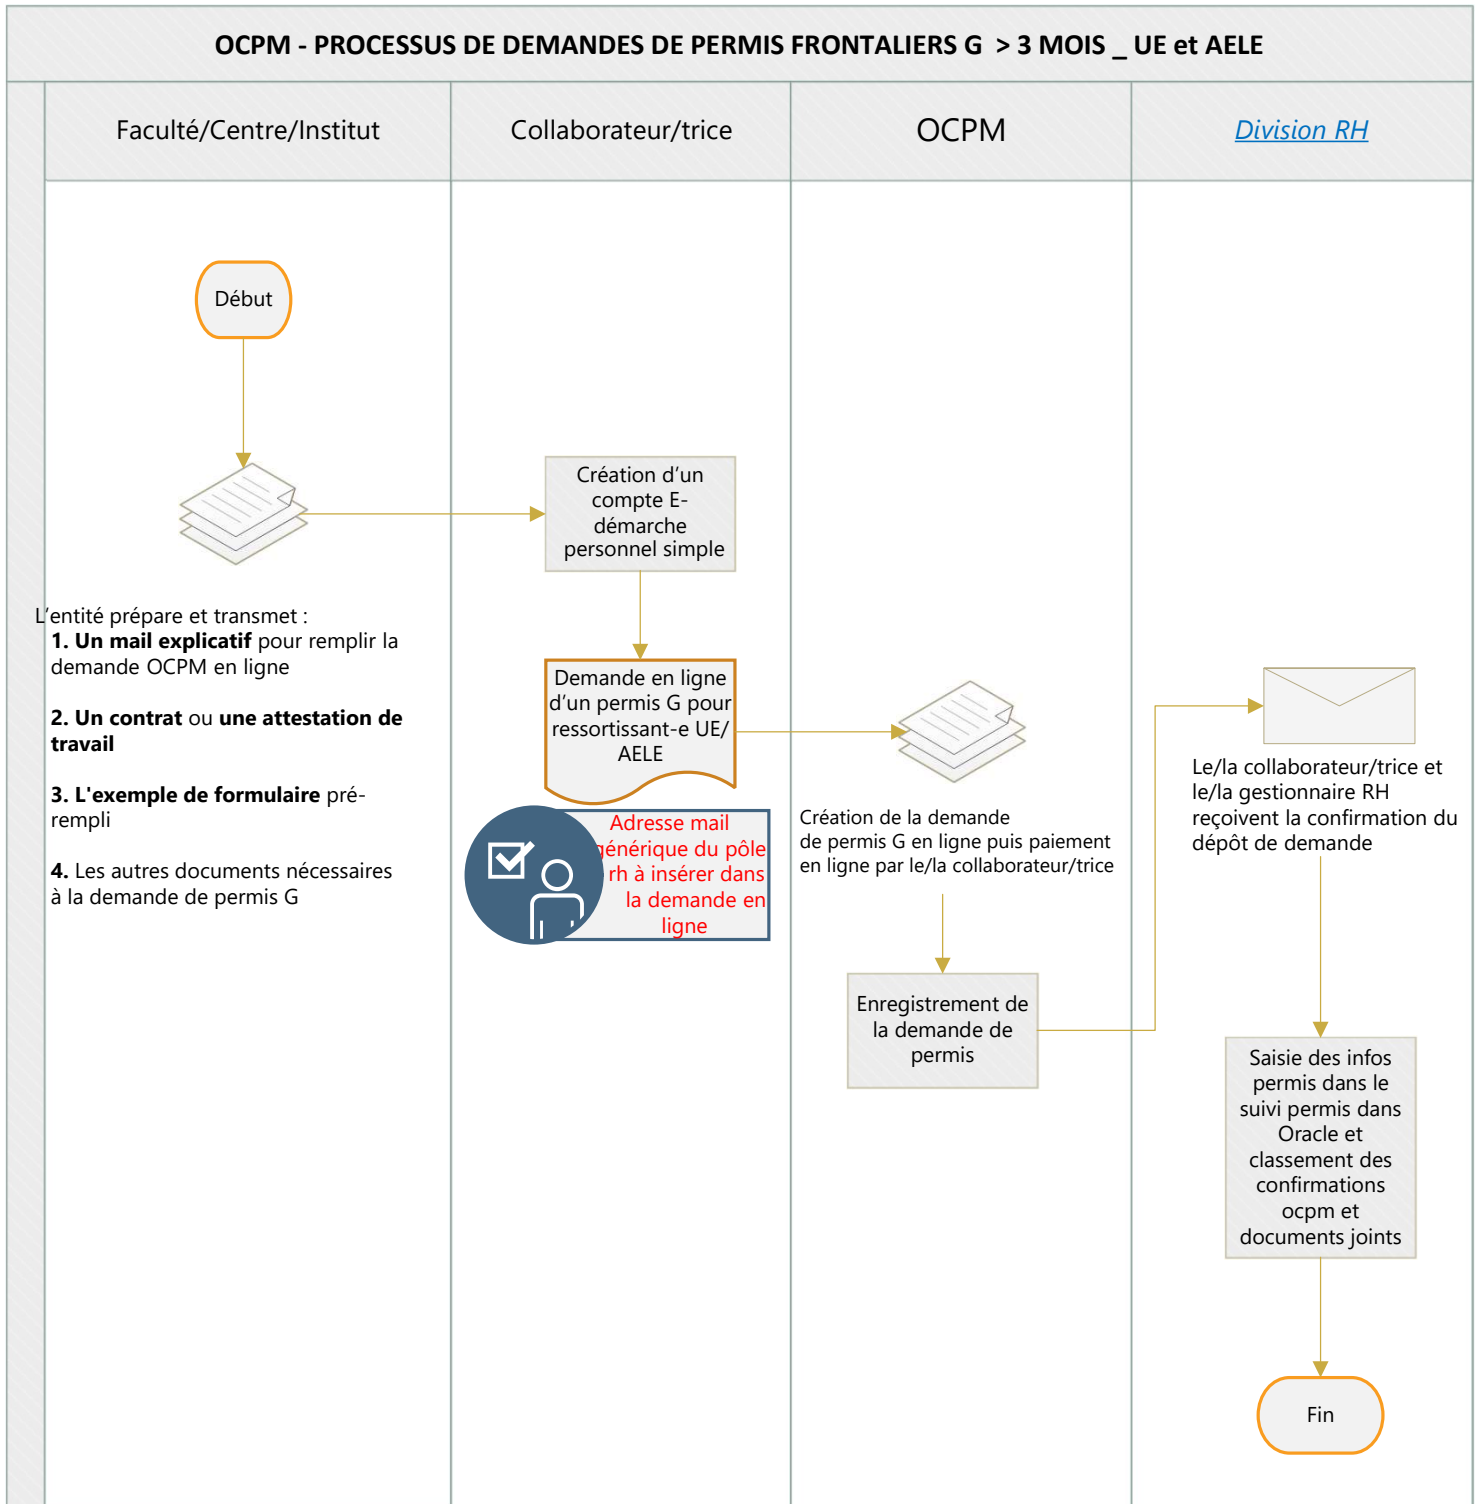 OCPM - PROCESSUS DE DEMANDES DE PERMIS FRONTALIERS G > 3 MOIS _ UE et AELE
Faculté/Centre/Institut
Collaborateur/trice
OCPM
Division RH
Début
L'entité prépare et transmet :
1. Un mail explicatif pour remplir la
demande OCPM en ligne
2. Un contrat ou une attestation de
travail
3. L'exemple de formulaire pré-
rempli
4. Les autres documents nécessaires
à la demande de permis G
Création d'un
compte E-
démarche
personnel simple
Demande en ligne
d'un permis G pour
ressortissant-e UE/
AELE
Adresse mail
générique du pôle
rh à insérer dans
la demande en
ligne
Création de la demande
de permis G en ligne puis paiement
en ligne par le/la collaborateur/trice
Enregistrement de
la demande de
permis
Le/la collaborateur/trice et
le/la gestionnaire RH
reçoivent la confirmation du
dépôt de demande
Saisie des infos
permis dans le
suivi permis dans
Oracle et
classement des
confirmations
ocpm et
documents joints
Fin